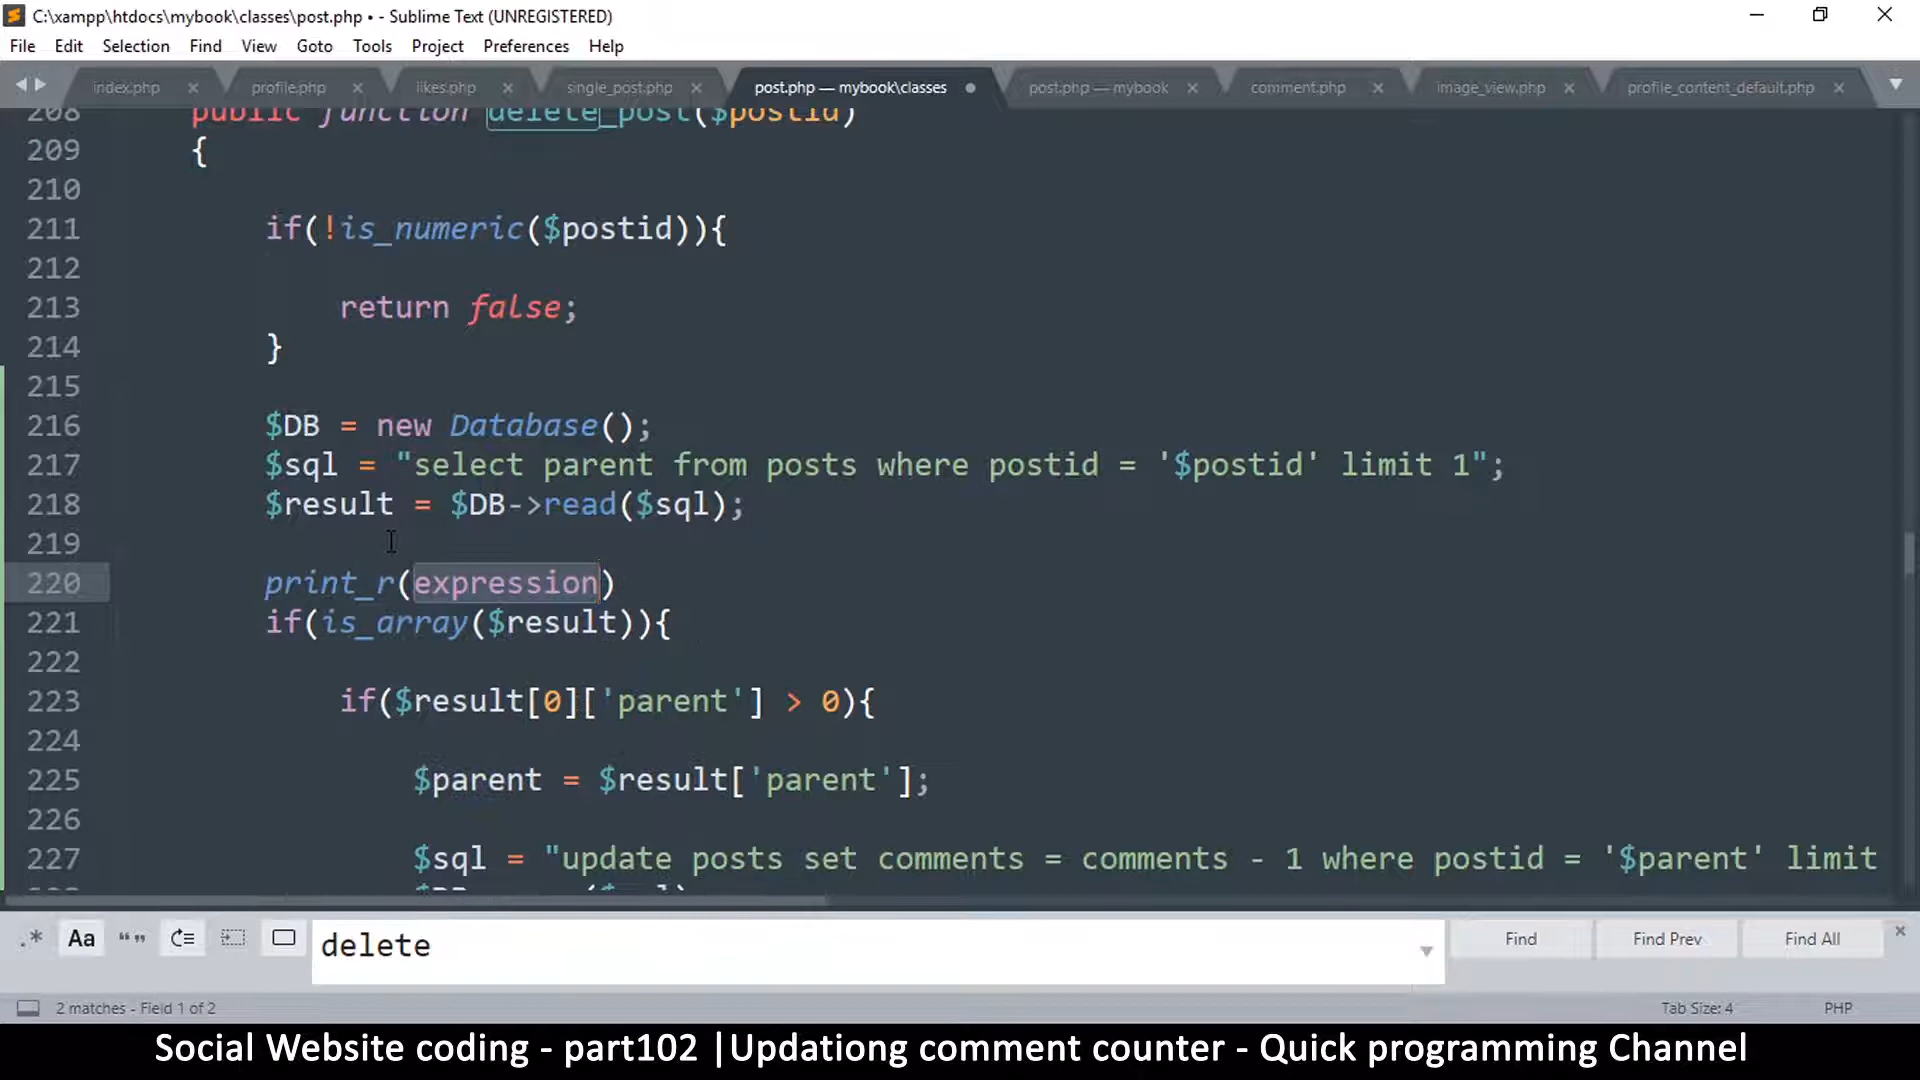 C:\xampp\htdocs\mybook\classes\post.php • - Sublime Text (UNREGISTERED)
File Edit Selection Find View Goto Tools Project Preferences Help
index.php profile.php likes.php single_post.php post.php — mybook\classes post.php — mybook comment.php image_view.php profile_content_default.php
208 public function delete_post($postid)
209 {
210
211 if(!is_numeric($postid)){
212
213 return false;
214 }
215
216 $DB = new Database();
217 $sql = "select parent from posts where postid = '$postid' limit 1";
218 $result = $DB->read($sql);
219
220 print_r(expression)
221 if(is_array($result)){
222
223 if($result[0]['parent'] > 0){
224
225 $parent = $result['parent'];
226
227 $sql = "update posts set comments = comments - 1 where postid = '$parent' limit
.* Aa “” delete Find Find Prev Find All
2 matches - Field 1 of 2 Tab Size: 4 PHP
Social Website coding - part102 |Updationg comment counter - Quick programming Channel